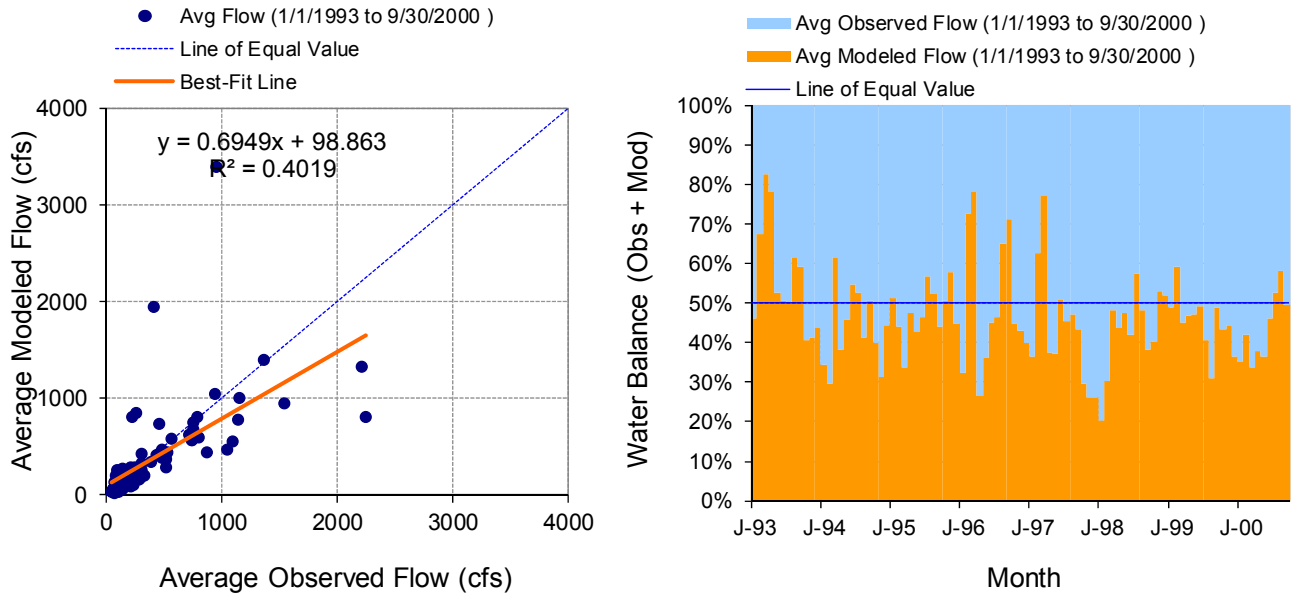 Avg Flow (1/1/1993 to 9/30/2000 )
Line of Equal Value
Best-Fit Line
4000
3000
2000
1000
0
y = 0.6949x + 98.863
R² = 0.4019
0 1000 2000 3000 4000
Average Modeled Flow (cfs)
Average Observed Flow (cfs)
Avg Observed Flow (1/1/1993 to 9/30/2000 )
Avg Modeled Flow (1/1/1993 to 9/30/2000 )
Line of Equal Value
100%
90%
80%
70%
60%
50%
40%
30%
20%
10%
0%
J-93 J-94 J-95 J-96 J-97 J-98 J-99 J-00
Water Balance (Obs + Mod)
Month